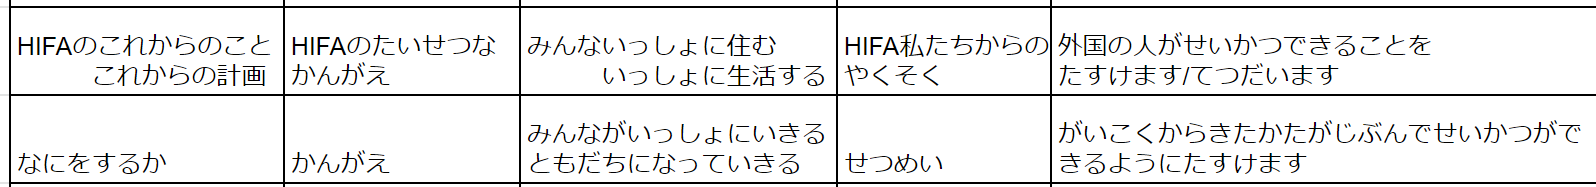 HIFAのこれからのこと
これからの計画
HIFAのたいせつな
かんがえ
みんないっしょに住む
いっしょに生活する
HIFA私たちからの
やくそく
外国の人がせいかつできることを
たすけます/てつだいます
なにをするか
かんがえ
みんながいっしょにいきる
ともだちになっていきる
せつめい
がいこくからきたかたがじぶんでせいかつがで
きるようにたすけます